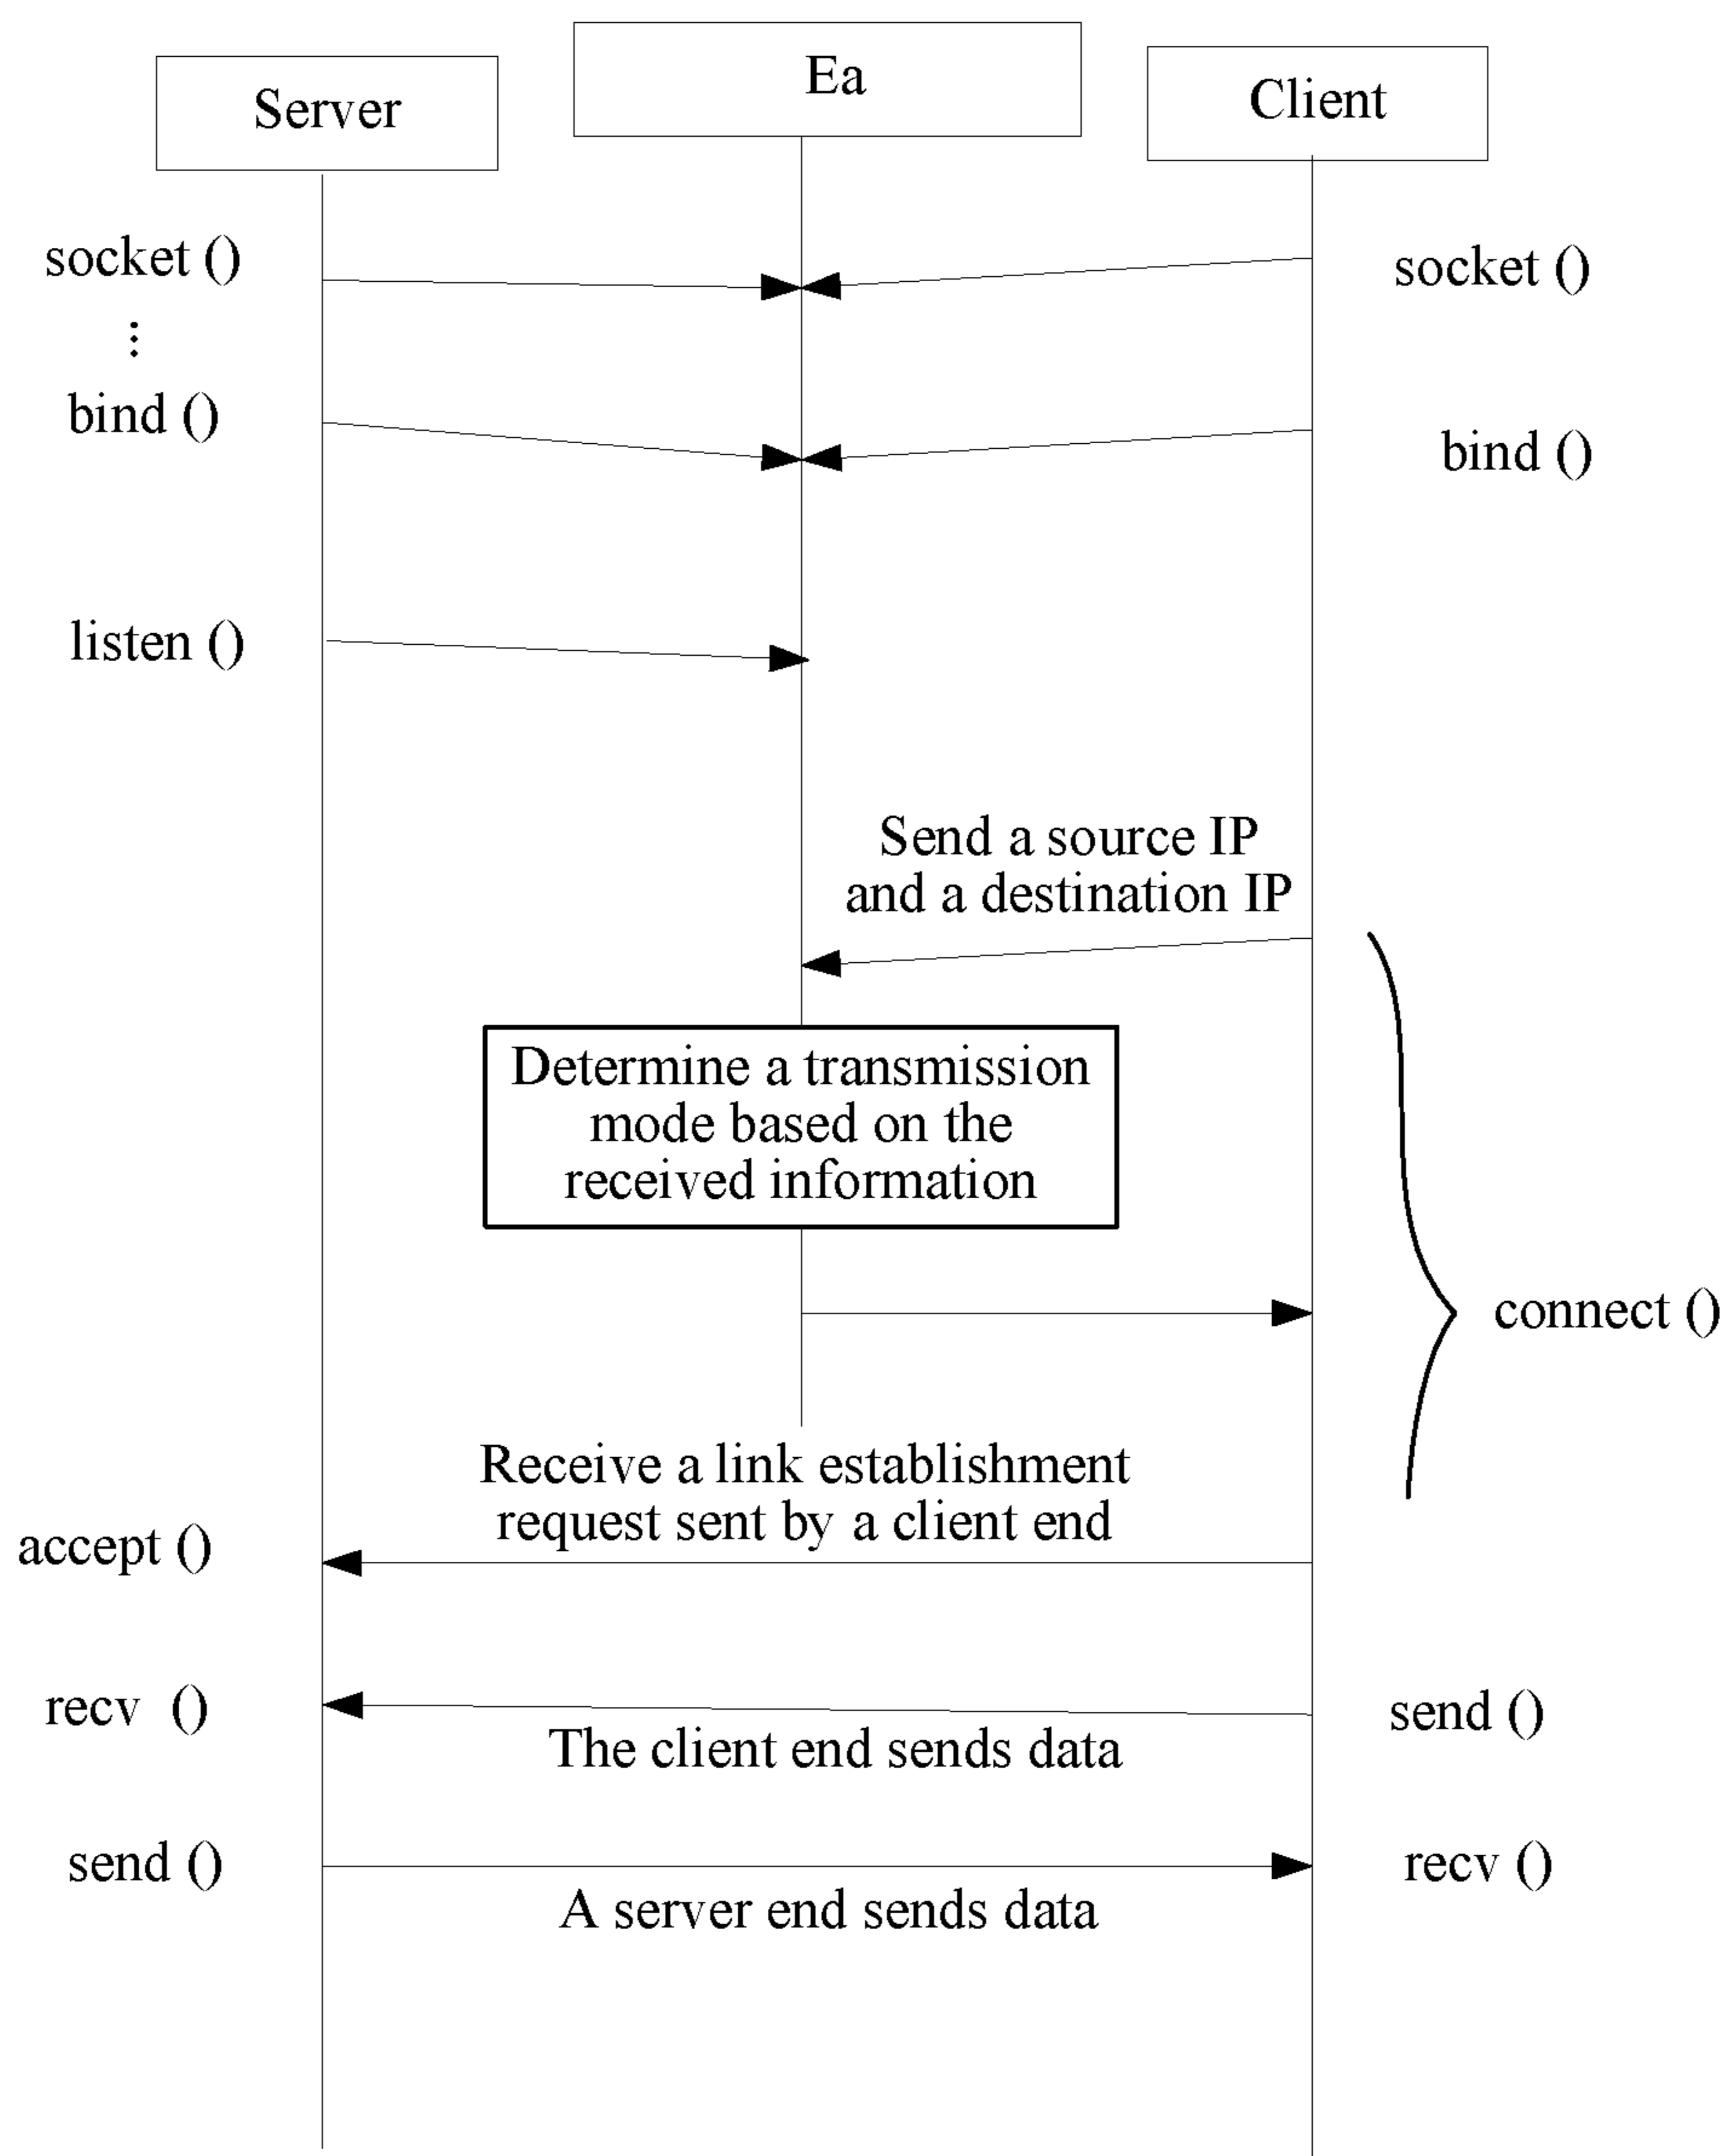 Server
Ea
Client
socket ()
socket ()
⋮
bind ()
bind ()
listen ()
Send a source IP
and a destination IP
Determine a transmission
mode based on the
received information
connect ()
Receive a link establishment
request sent by a client end
accept ()
recv  ()
send ()
The client end sends data
send ()
recv ()
A server end sends data